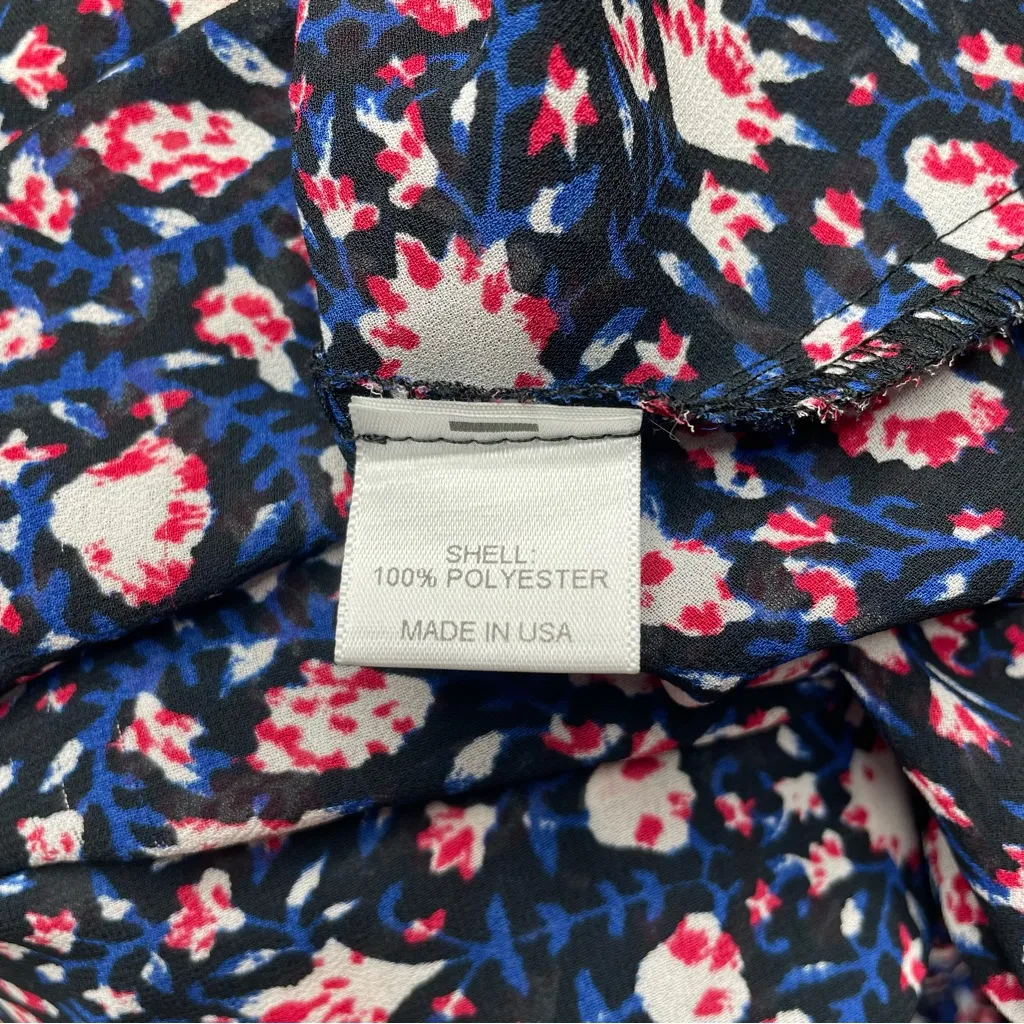 SHELL:
100% POLYESTER
MADE IN USA